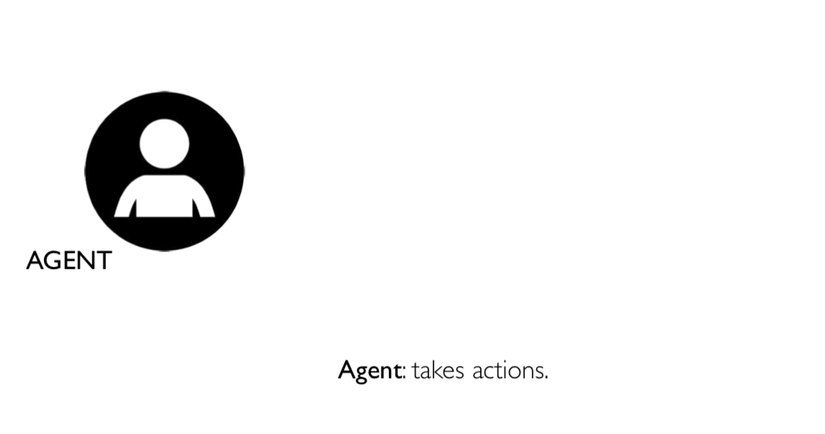 AGENT
Agent: takes actions.